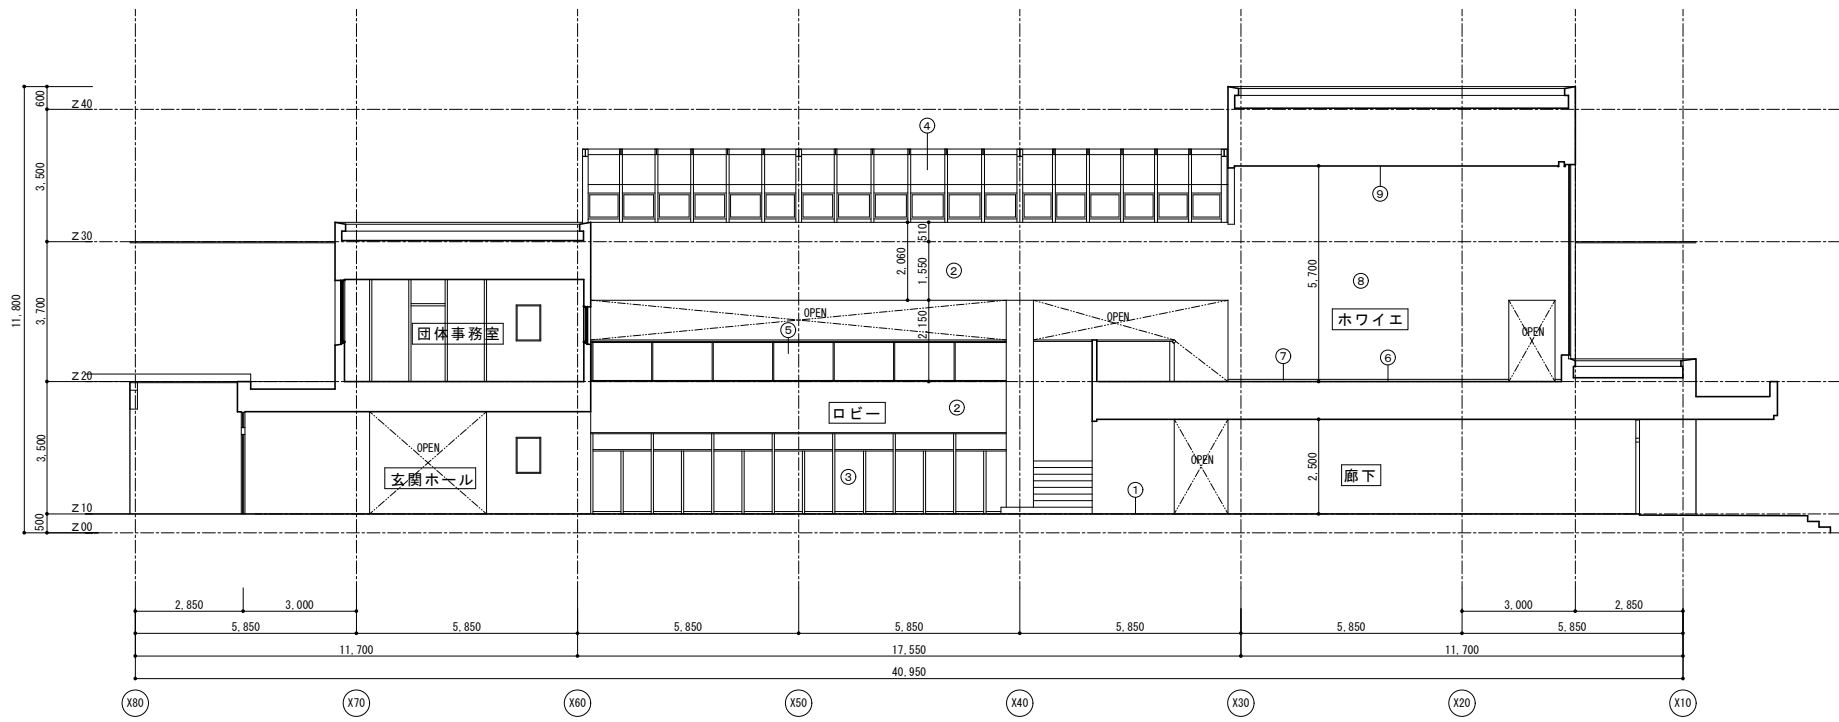 600
Z40
④
3,500
⑨
510
Z30
2,060
1,550
②
5,700
⑧
11,800
3,700
OPEN
OPEN
ホワイエ
団体事務室
⑤
2,150
OPEN
⑦
⑥
Z20
ロビー
②
3,500
OPEN
OPEN
2,500
玄関ホール
③
廊下
①
Z10
500
Z00
2,850
3,000
3,000
2,850
5,850
5,850
5,850
5,850
5,850
5,850
5,850
11,700
17,550
11,700
40,950
X80
X70
X60
X50
X40
X30
X20
X10